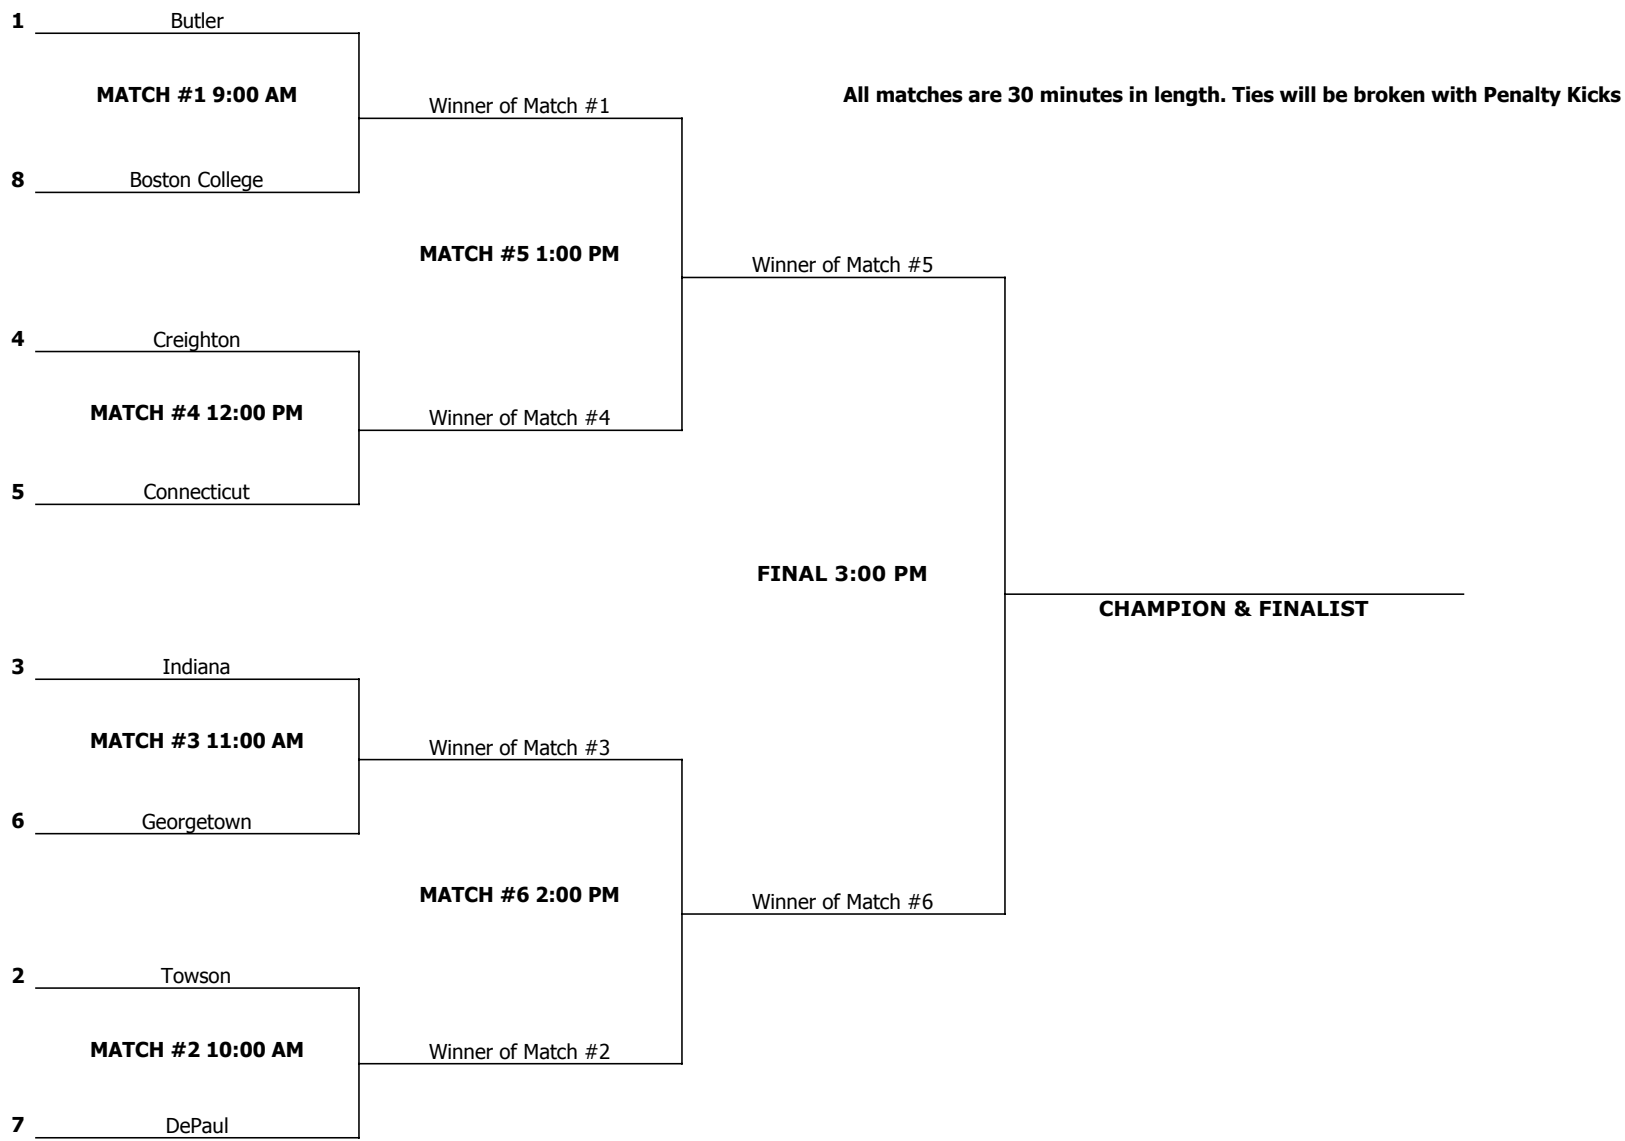 1 Butler
MATCH #1 9:00 AM
All matches are 30 minutes in length. Ties will be broken with Penalty Kicks
Winner of Match #1
8 Boston College
MATCH #5 1:00 PM
Winner of Match #5
4 Creighton
MATCH #4 12:00 PM
Winner of Match #4
5 Connecticut
FINAL 3:00 PM
CHAMPION & FINALIST
3 Indiana
MATCH #3 11:00 AM
Winner of Match #3
6 Georgetown
MATCH #6 2:00 PM
Winner of Match #6
2 Towson
MATCH #2 10:00 AM
Winner of Match #2
7 DePaul